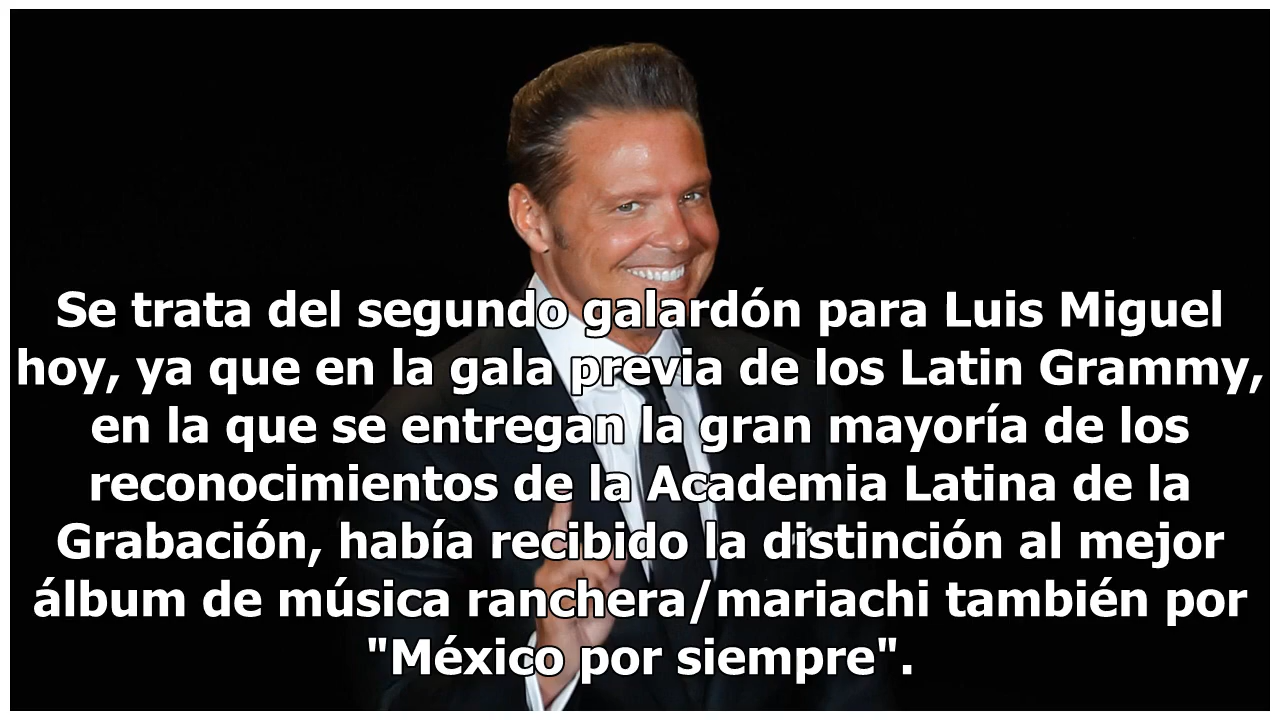 Se trata del segundo galardón para Luis Miguel
hoy, ya que en la gala previa de los Latin Grammy,
en la que se entregan la gran mayoría de los
reconocimientos de la Academia Latina de la
Grabación, había recibido la distinción al mejor
álbum de música ranchera/mariachi también por
"México por siempre".